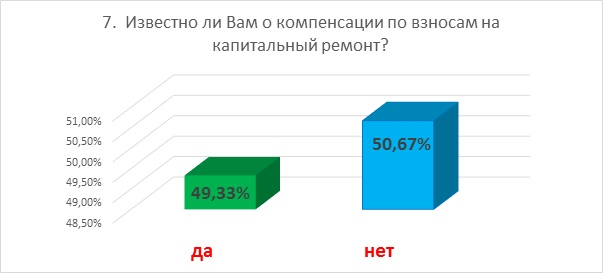 7. Известно ли Вам о компенсации по взносам на
капитальный ремонт?
51,00%
50,50%
50,00%
49,50%
49,00%
48,50%
49,33%
50,67%
да
нет